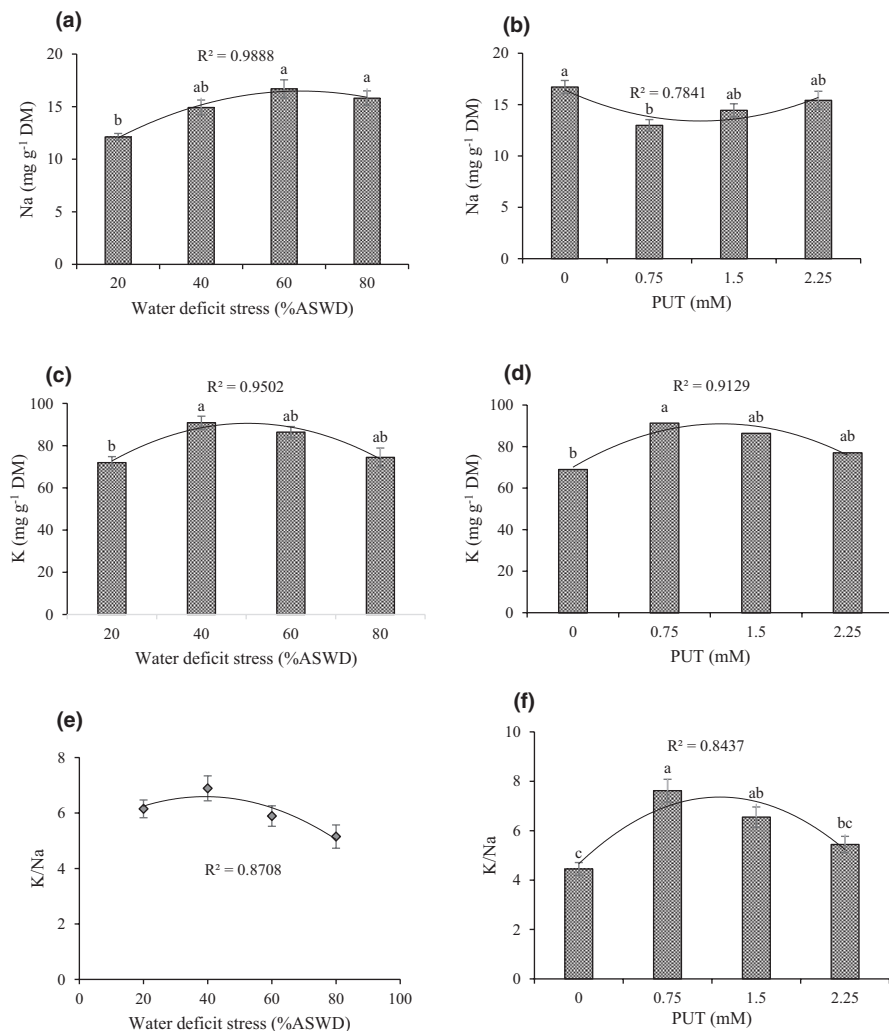 (a)
R² = 0.9888
20
15
10
5
0
b
ab
a
a
20 40 60 80
Na (mg g⁻¹ DM)
Water deficit stress (%ASWD)
(b)
R² = 0.7841
20
15
10
5
0
a
b
ab
ab
0 0.75 1.5 2.25
Na (mg g⁻¹ DM)
PUT (mM)
(c)
R² = 0.9502
100
80
60
40
20
0
b
a
ab
ab
20 40 60 80
K (mg g⁻¹ DM)
Water deficit stress (%ASWD)
(d)
R² = 0.9129
100
80
60
40
20
0
b
a
ab
ab
0 0.75 1.5 2.25
K (mg g⁻¹ DM)
PUT (mM)
(e)
8
6
4
2
0
R² = 0.8708
0 20 40 60 80 100
K/Na
Water deficit stress (%ASWD)
(f)
R² = 0.8437
10
8
6
4
2
0
c
a
ab
bc
0 0.75 1.5 2.25
K/Na
PUT (mM)